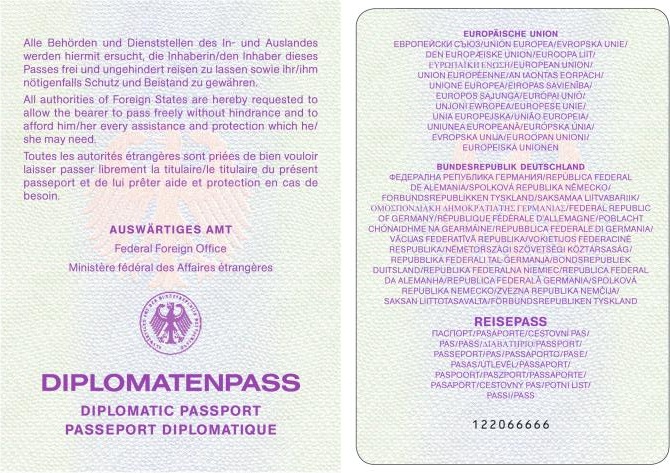 Alle Behörden und Dienststellen des In- und Auslandes
werden hiermit ersucht, die Inhaberin/den Inhaber dieses
Passes frei und ungehindert reisen zu lassen sowie ihr/ihm
nötigenfalls Schutz und Beistand zu gewähren.
All authorities of Foreign States are hereby requested to
allow the bearer to pass freely without hindrance and to
afford him/her every assistance and protection which he/
she may need.
Toutes les autorités étrangères sont priées de bien vouloir
laisser passer librement la titulaire/le titulaire du présent
passeport et de lui prêter aide et protection en cas de
besoin.
AUSWÄRTIGES AMT
Federal Foreign Office
Ministère fédéral des Affaires étrangères
DIPLOMATENPASS
DIPLOMATIC PASSPORT
PASSEPORT DIPLOMATIQUE
EUROPÄISCHE UNION
ЕВРОПЕЙСКИ СЪЮЗ/UNIÓN EUROPEA/EVROPSKÁ UNIE/
DEN EUROPÆISKE UNION/EUROOPA LIIT/
ΕΥΡΩΠΑΪΚΗ ΕΝΩΣΗ/EUROPEAN UNION/
UNION EUROPÉENNE/AN tAONTAS EORPACH/
UNIONE EUROPEA/EIROPAS SAVIENĪBA/
EUROPOS SĄJUNGA/EURÓPAI UNIÓ/
UNJONI EWROPEA/EUROPESE UNIE/
UNIA EUROPEJSKA/UNIÃO EUROPEIA/
UNIUNEA EUROPEANĂ/EURÓPSKA ÚNIA/
EVROPSKA UNIJA/EUROOPAN UNIONI/
EUROPEISKA UNIONEN
BUNDESREPUBLIK DEUTSCHLAND
ФЕДЕРАЛНА РЕПУБЛИКА ГЕРМАНИЯ/REPÚBLICA FEDERAL
DE ALEMANIA/SPOLKOVÁ REPUBLIKA NĚMECKO/
FORBUNDSREPUBLIKKEN TYSKLAND/SAKSAMAA LIITVABARIIK/
ΟΜΟΣΠΟΝΔΙΑΚΗ ΔΗΜΟΚΡΑΤΙΑ ΤΗΣ ΓΕΡΜΑΝΙΑΣ/FEDERAL REPUBLIC
OF GERMANY/RÉPUBLIQUE FÉDÉRALE D'ALLEMAGNE/POBLACHT
CHÓNAIDHME NA GEARMÁINE/REPUBBLICA FEDERALE DI GERMANIA/
VĀCIJAS FEDERATĪVĀ REPUBLIKA/VOKIETIJOS FEDERACINĖ
RESPUBLIKA/NÉMETORSZÁGI SZÖVETSÉGI KÖZTÁRSASÁG/
REPUBBLIKA FEDERALI TAL-ĠERMANJA/BONDSREPUBLIEK
DUITSLAND/REPUBLIKA FEDERALNA NIEMIEC/REPÚBLICA FEDERAL
DA ALEMANHA/REPUBLICA FEDERALĂ GERMANIA/SPOLKOVÁ
REPUBLIKA NEMECKO/ZVEZNA REPUBLIKA NEMČIJA/
SAKSAN LIITTOTASAVALTA/FÖRBUNDSREPUBLIKEN TYSKLAND
REISEPASS
ПАСПОРТ/PASAPORTE/CESTOVNÍ PAS/
PAS/PASS/ΔΙΑΒΑΤΗΡΙΟ/PASSPORT/
PASSEPORT/PAS/PASSAPORTO/PASE/
PASAS/ÚTLEVÉL/PASSAPORT/
PASPOORT/PASZPORT/PASSAPORTE/
PAȘAPORT/CESTOVNÝ PAS/POTNI LIST/
PASSI/PASS
122066666